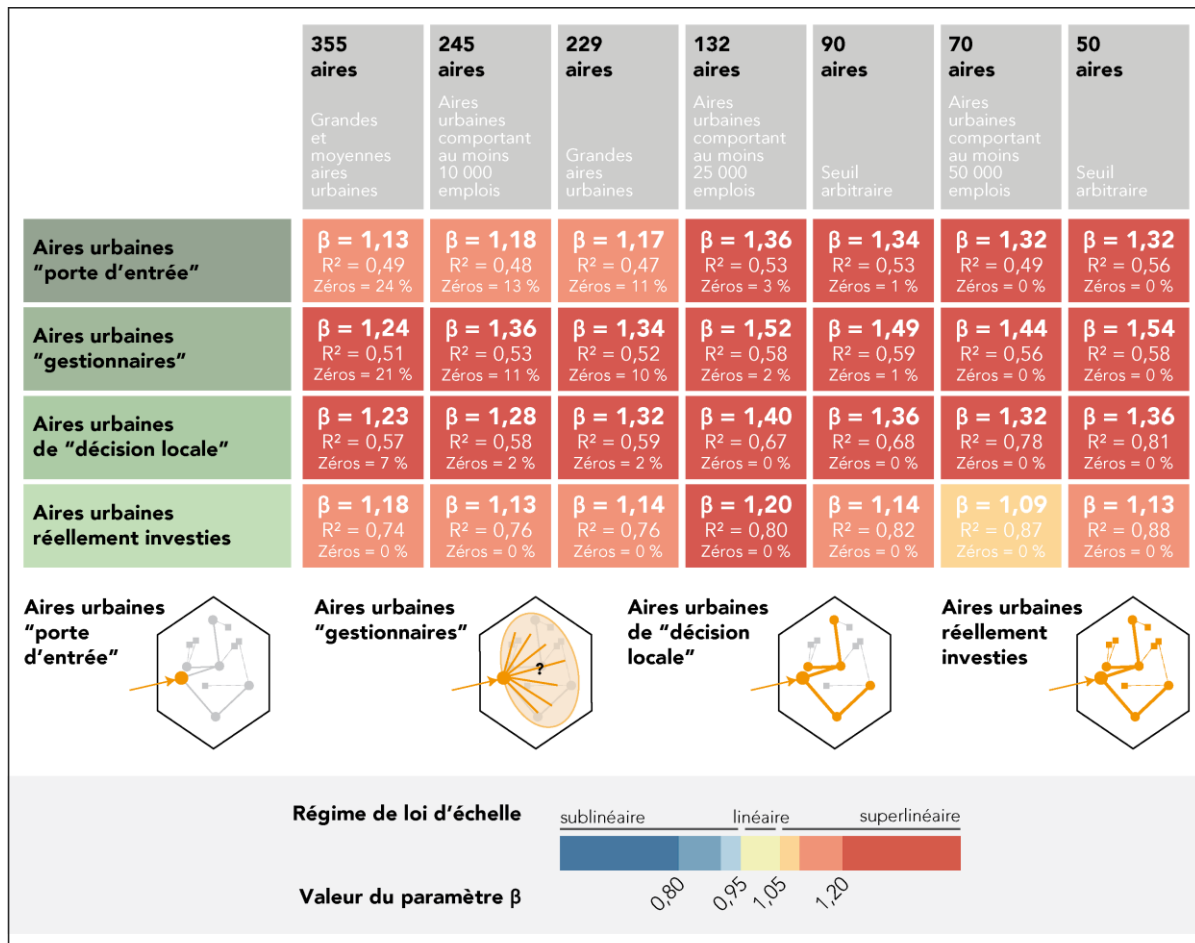 355
aires
Grandes
et
moyennes
aires
urbaines
245
aires
Aires
urbaines
comportant
au moins
10 000
emplois
229
aires
Grandes
aires
urbaines
132
aires
Aires
urbaines
comportant
au moins
25 000
emplois
90
aires
Seuil
arbitraire
70
aires
Aires
urbaines
comportant
au moins
50 000
emplois
50
aires
Seuil
arbitraire
Aires urbaines
“porte d’entrée”
β = 1,13
R² = 0,49
Zéros = 24 %
β = 1,18
R² = 0,48
Zéros = 13 %
β = 1,17
R² = 0,47
Zéros = 11 %
β = 1,36
R² = 0,53
Zéros = 3 %
β = 1,34
R² = 0,53
Zéros = 1 %
β = 1,32
R² = 0,49
Zéros = 0 %
β = 1,32
R² = 0,56
Zéros = 0 %
Aires urbaines
“gestionnaires”
β = 1,24
R² = 0,51
Zéros = 21 %
β = 1,36
R² = 0,53
Zéros = 11 %
β = 1,34
R² = 0,52
Zéros = 10 %
β = 1,52
R² = 0,58
Zéros = 2 %
β = 1,49
R² = 0,59
Zéros = 1 %
β = 1,44
R² = 0,56
Zéros = 0 %
β = 1,54
R² = 0,58
Zéros = 0 %
Aires urbaines
de “décision locale”
β = 1,23
R² = 0,57
Zéros = 7 %
β = 1,28
R² = 0,58
Zéros = 2 %
β = 1,32
R² = 0,59
Zéros = 2 %
β = 1,40
R² = 0,67
Zéros = 0 %
β = 1,36
R² = 0,68
Zéros = 0 %
β = 1,32
R² = 0,78
Zéros = 0 %
β = 1,36
R² = 0,81
Zéros = 0 %
Aires urbaines
réellement investies
β = 1,18
R² = 0,74
Zéros = 0 %
β = 1,13
R² = 0,76
Zéros = 0 %
β = 1,14
R² = 0,76
Zéros = 0 %
β = 1,20
R² = 0,80
Zéros = 0 %
β = 1,14
R² = 0,82
Zéros = 0 %
β = 1,09
R² = 0,87
Zéros = 0 %
β = 1,13
R² = 0,88
Zéros = 0 %
Aires urbaines
“porte
d’entrée”
Aires urbaines
“gestionnaires”
?
Aires urbaines
de “décision
locale”
Aires urbaines
réellement
investies
Régime de loi d’échelle
sublinéaire
linéaire
superlinéaire
Valeur du paramètre β
0,80
0,95
1,05
1,20